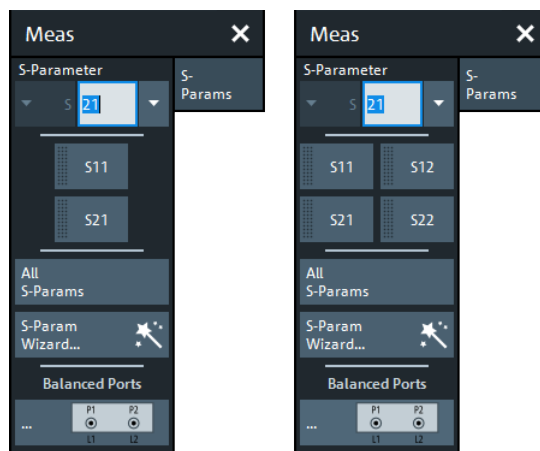 Meas
S-Parameter
S-
Params
S 21
S11
S21
All
S-Params
S-Param
Wizard...
Balanced Ports
... P1 P2
L1 L2
Meas
S-Parameter
S-
Params
S 21
S11 S12
S21 S22
All
S-Params
S-Param
Wizard...
Balanced Ports
... P1 P2
L1 L2